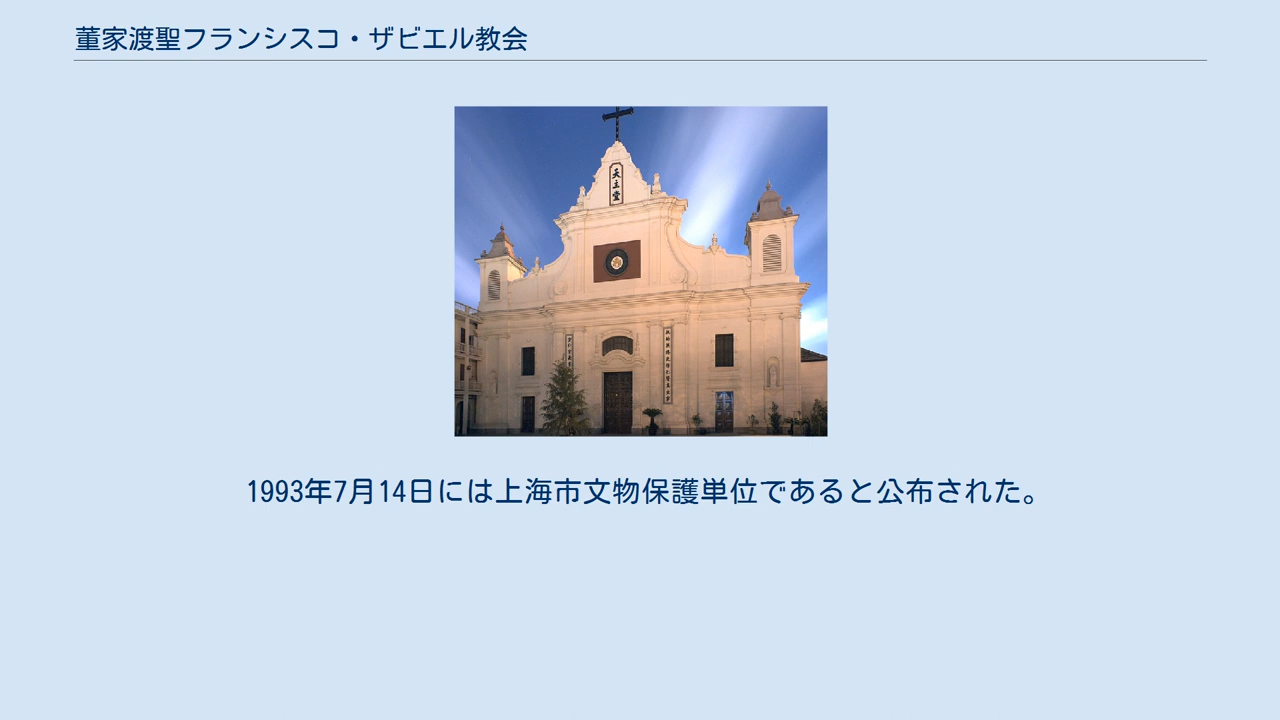 董家渡聖フランシスコ・ザビエル教会
天主堂
1993年7月14日には上海市文物保護単位であると公布された。